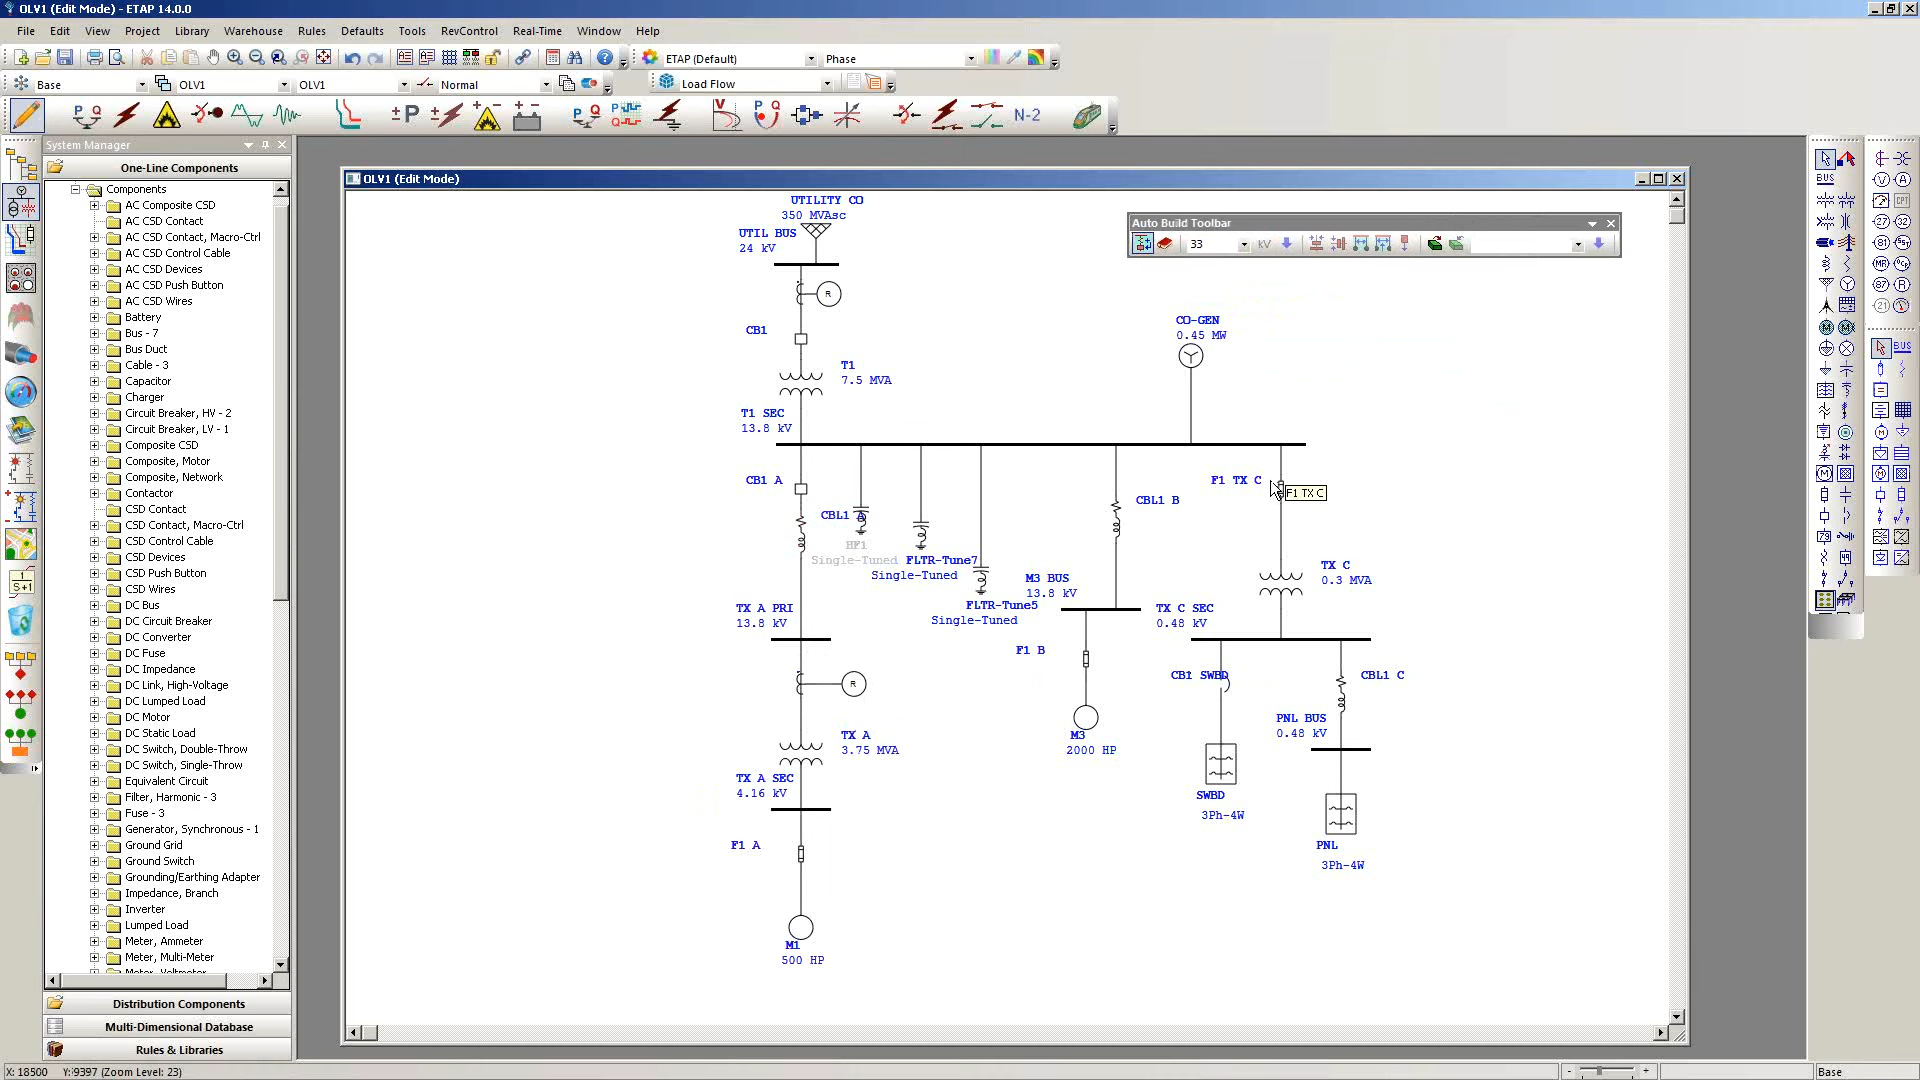 OLV1 (Edit Mode) - ETAP 14.0.0
File Edit View Project Library Warehouse Rules Defaults Tools RevControl Real-Time Window Help
ETAP (Default) Phase
Base OLV1 OLV1 Normal Load Flow
N-2
System Manager
One-Line Components
Components
AC Composite CSD
AC CSD Contact
AC CSD Contact, Macro-Ctrl
AC CSD Control Cable
AC CSD Devices
AC CSD Push Button
AC CSD Wires
Battery
Bus - 7
Bus Duct
Cable - 3
Capacitor
Charger
Circuit Breaker, HV - 2
Circuit Breaker, LV - 1
Composite CSD
Composite, Motor
Composite, Network
Contactor
CSD Contact
CSD Contact, Macro-Ctrl
CSD Control Cable
CSD Devices
CSD Push Button
CSD Wires
DC Bus
DC Circuit Breaker
DC Converter
DC Fuse
DC Impedance
DC Link, High-Voltage
DC Lumped Load
DC Motor
DC Static Load
DC Switch, Double-Throw
DC Switch, Single-Throw
Equivalent Circuit
Filter, Harmonic - 3
Fuse - 3
Generator, Synchronous - 1
Ground Grid
Ground Switch
Grounding/Earthing Adapter
Impedance, Branch
Inverter
Lumped Load
Meter, Ammeter
Meter, Multi-Meter
Meter, Voltmeter
Distribution Components
Multi-Dimensional Database
Rules & Libraries
OLV1 (Edit Mode)
Auto Build Toolbar
33 KV
UTILITY CO
350 MVAsc
UTIL BUS
24 kV
R
CB1
T1
7.5 MVA
CO-GEN
0.45 MW
T1 SEC
13.8 kV
CB1 A
CBL1 A
HF1
Single-Tuned
FLTR-Tune7
Single-Tuned
FLTR-Tune5
Single-Tuned
CBL1 B
F1 TX C
F1 TX C
TX C
0.3 MVA
M3 BUS
13.8 kV
TX C SEC
0.48 kV
TX A PRI
13.8 kV
F1 B
R
CB1 SWBD
CBL1 C
PNL BUS
0.48 kV
M3
2000 HP
TX A
3.75 MVA
TX A SEC
4.16 kV
SWBD
3Ph-4W
F1 A
PNL
3Ph-4W
M1
500 HP
BUS
BUS
X: 18500 Y:9397 (Zoom Level: 23)
Base